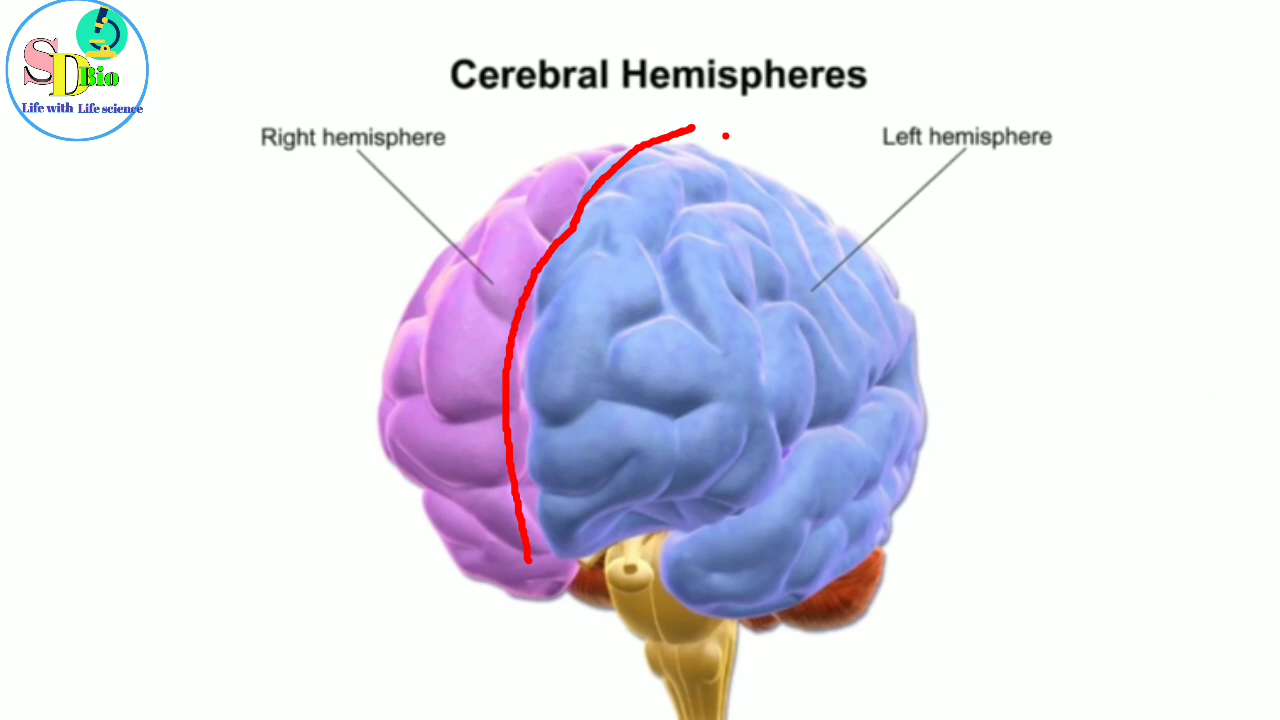 SDBio
Life with Life science
Cerebral Hemispheres
Right hemisphere
Left hemisphere